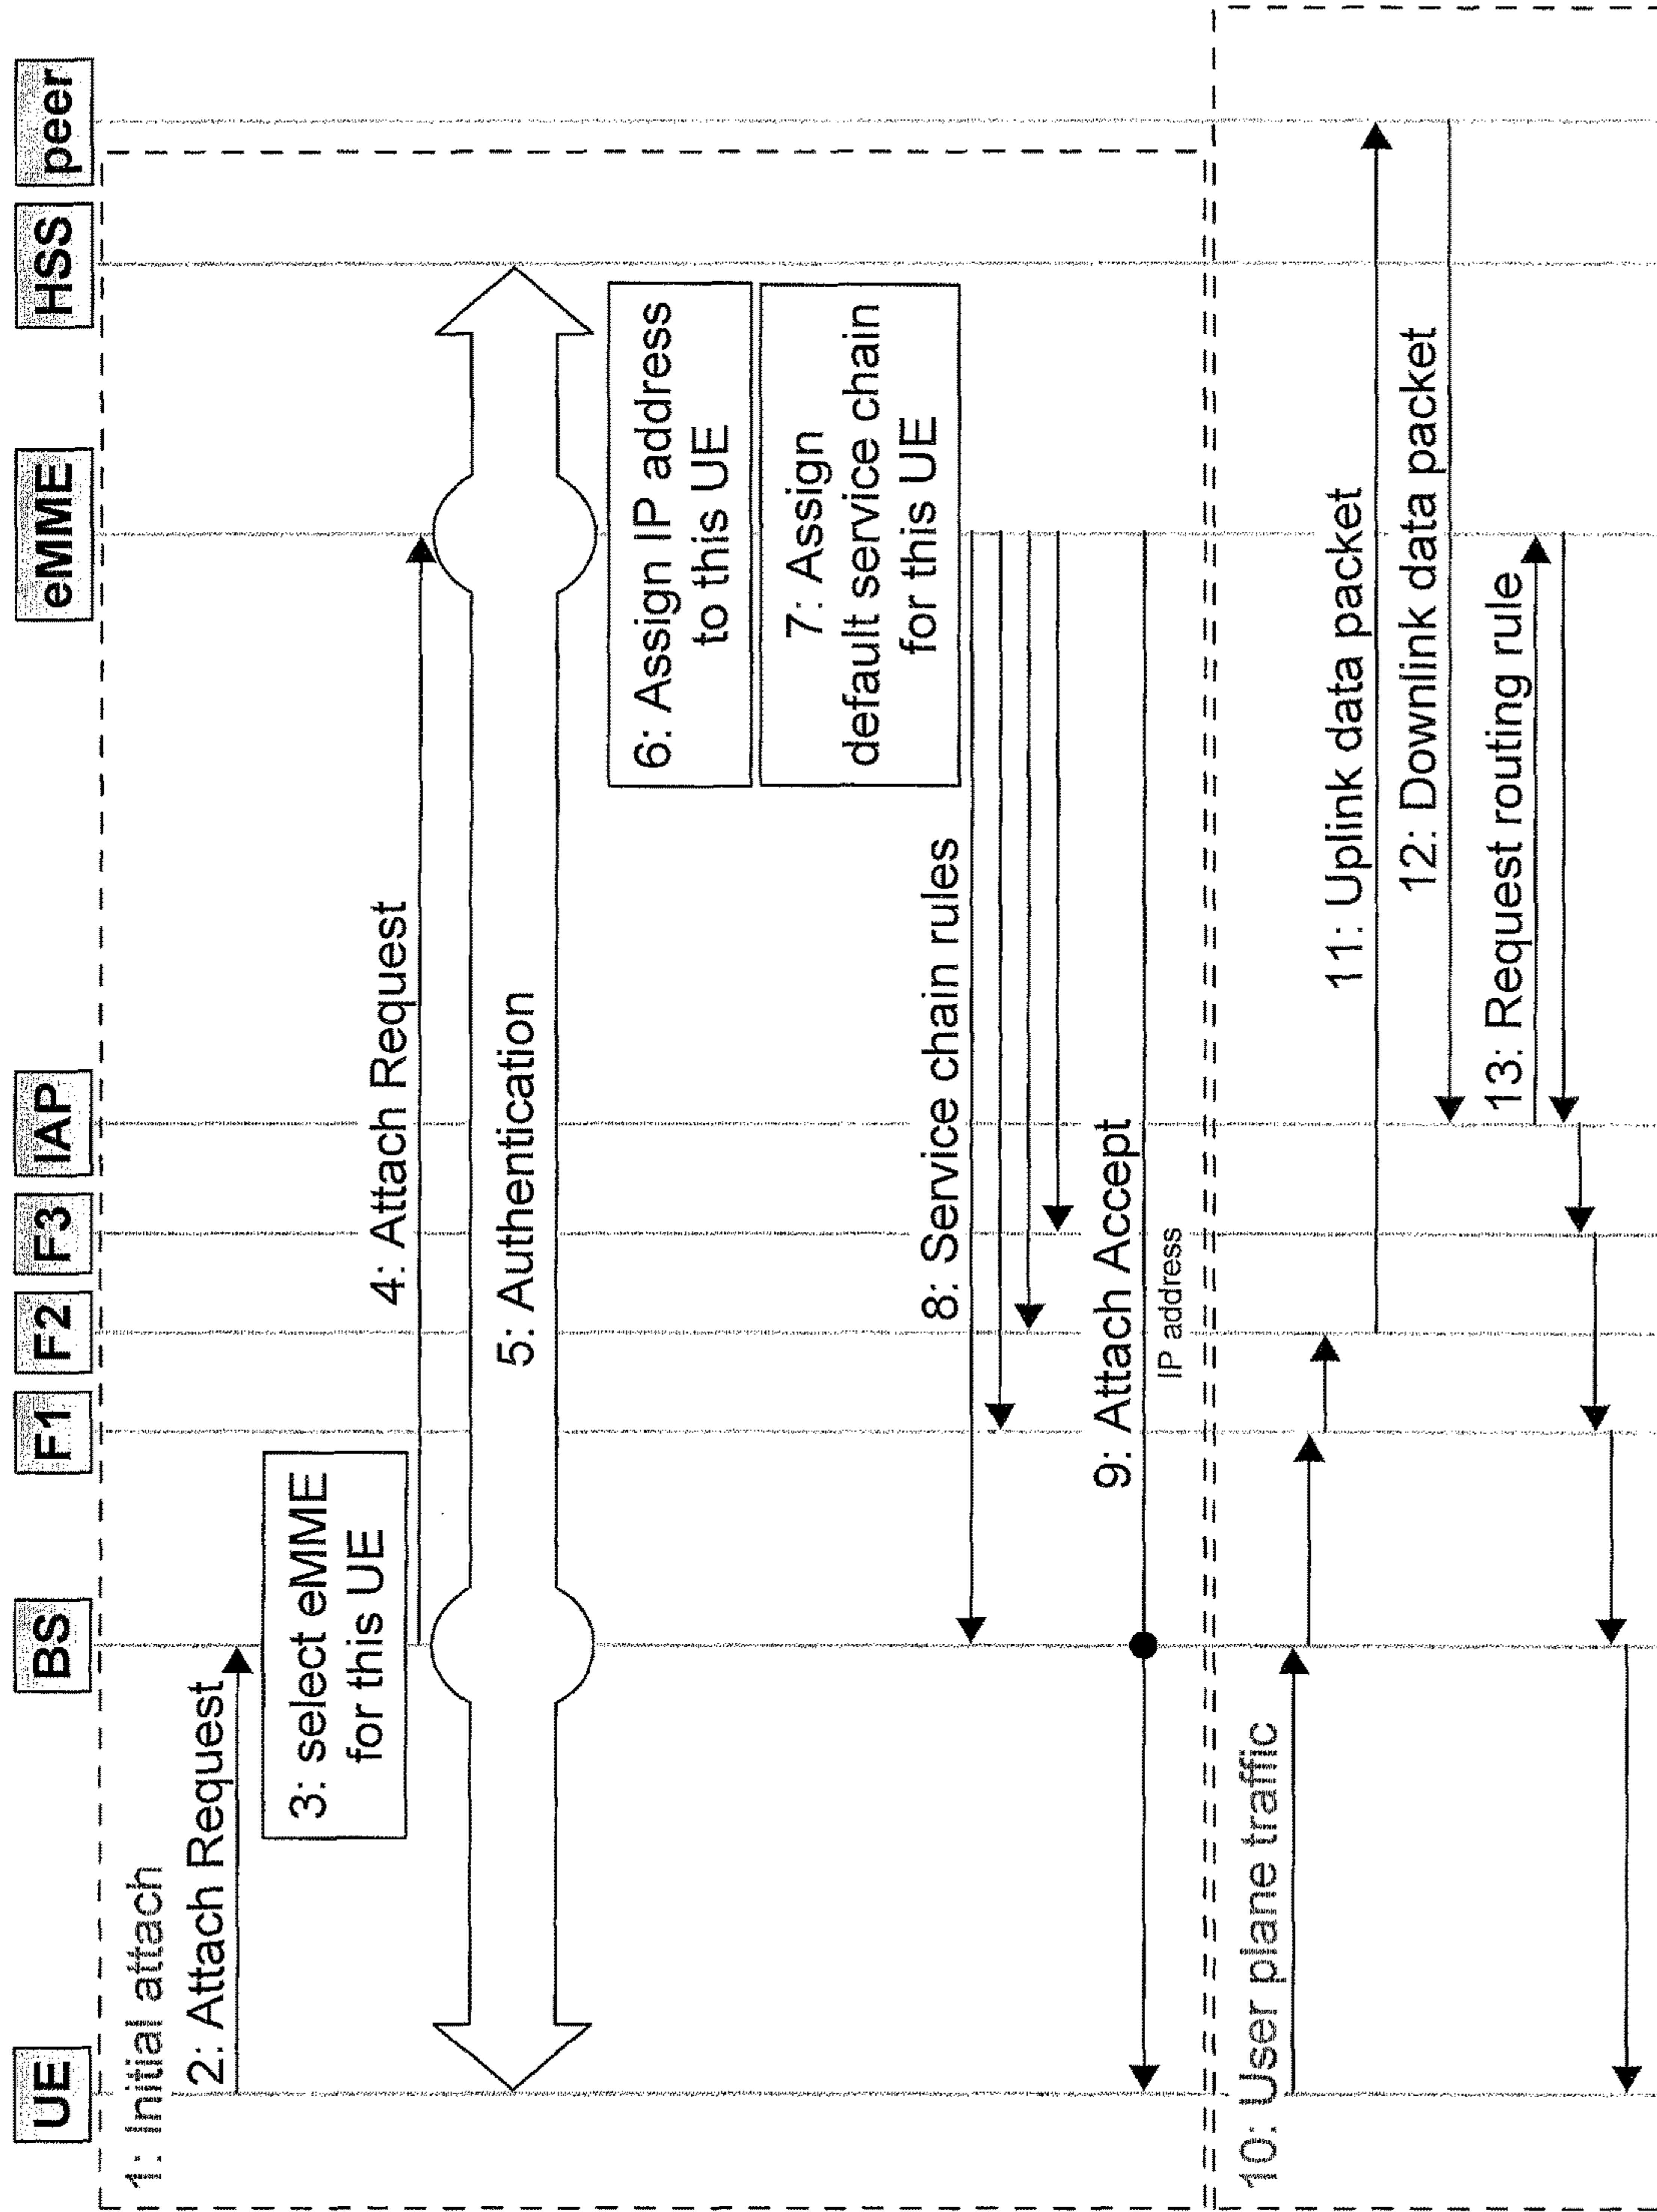 UE
BS
F1
F2
F3
IAP
eMME
HSS
peer
1: Initial attach
2: Attach Request
3: select eMME
for this UE
4: Attach Request
5: Authentication
6: Assign IP address
to this UE
7: Assign
default service chain
for this UE
8: Service chain rules
9: Attach Accept
IP address
10: User plane traffic
11: Uplink data packet
12: Downlink data packet
13: Request routing rule